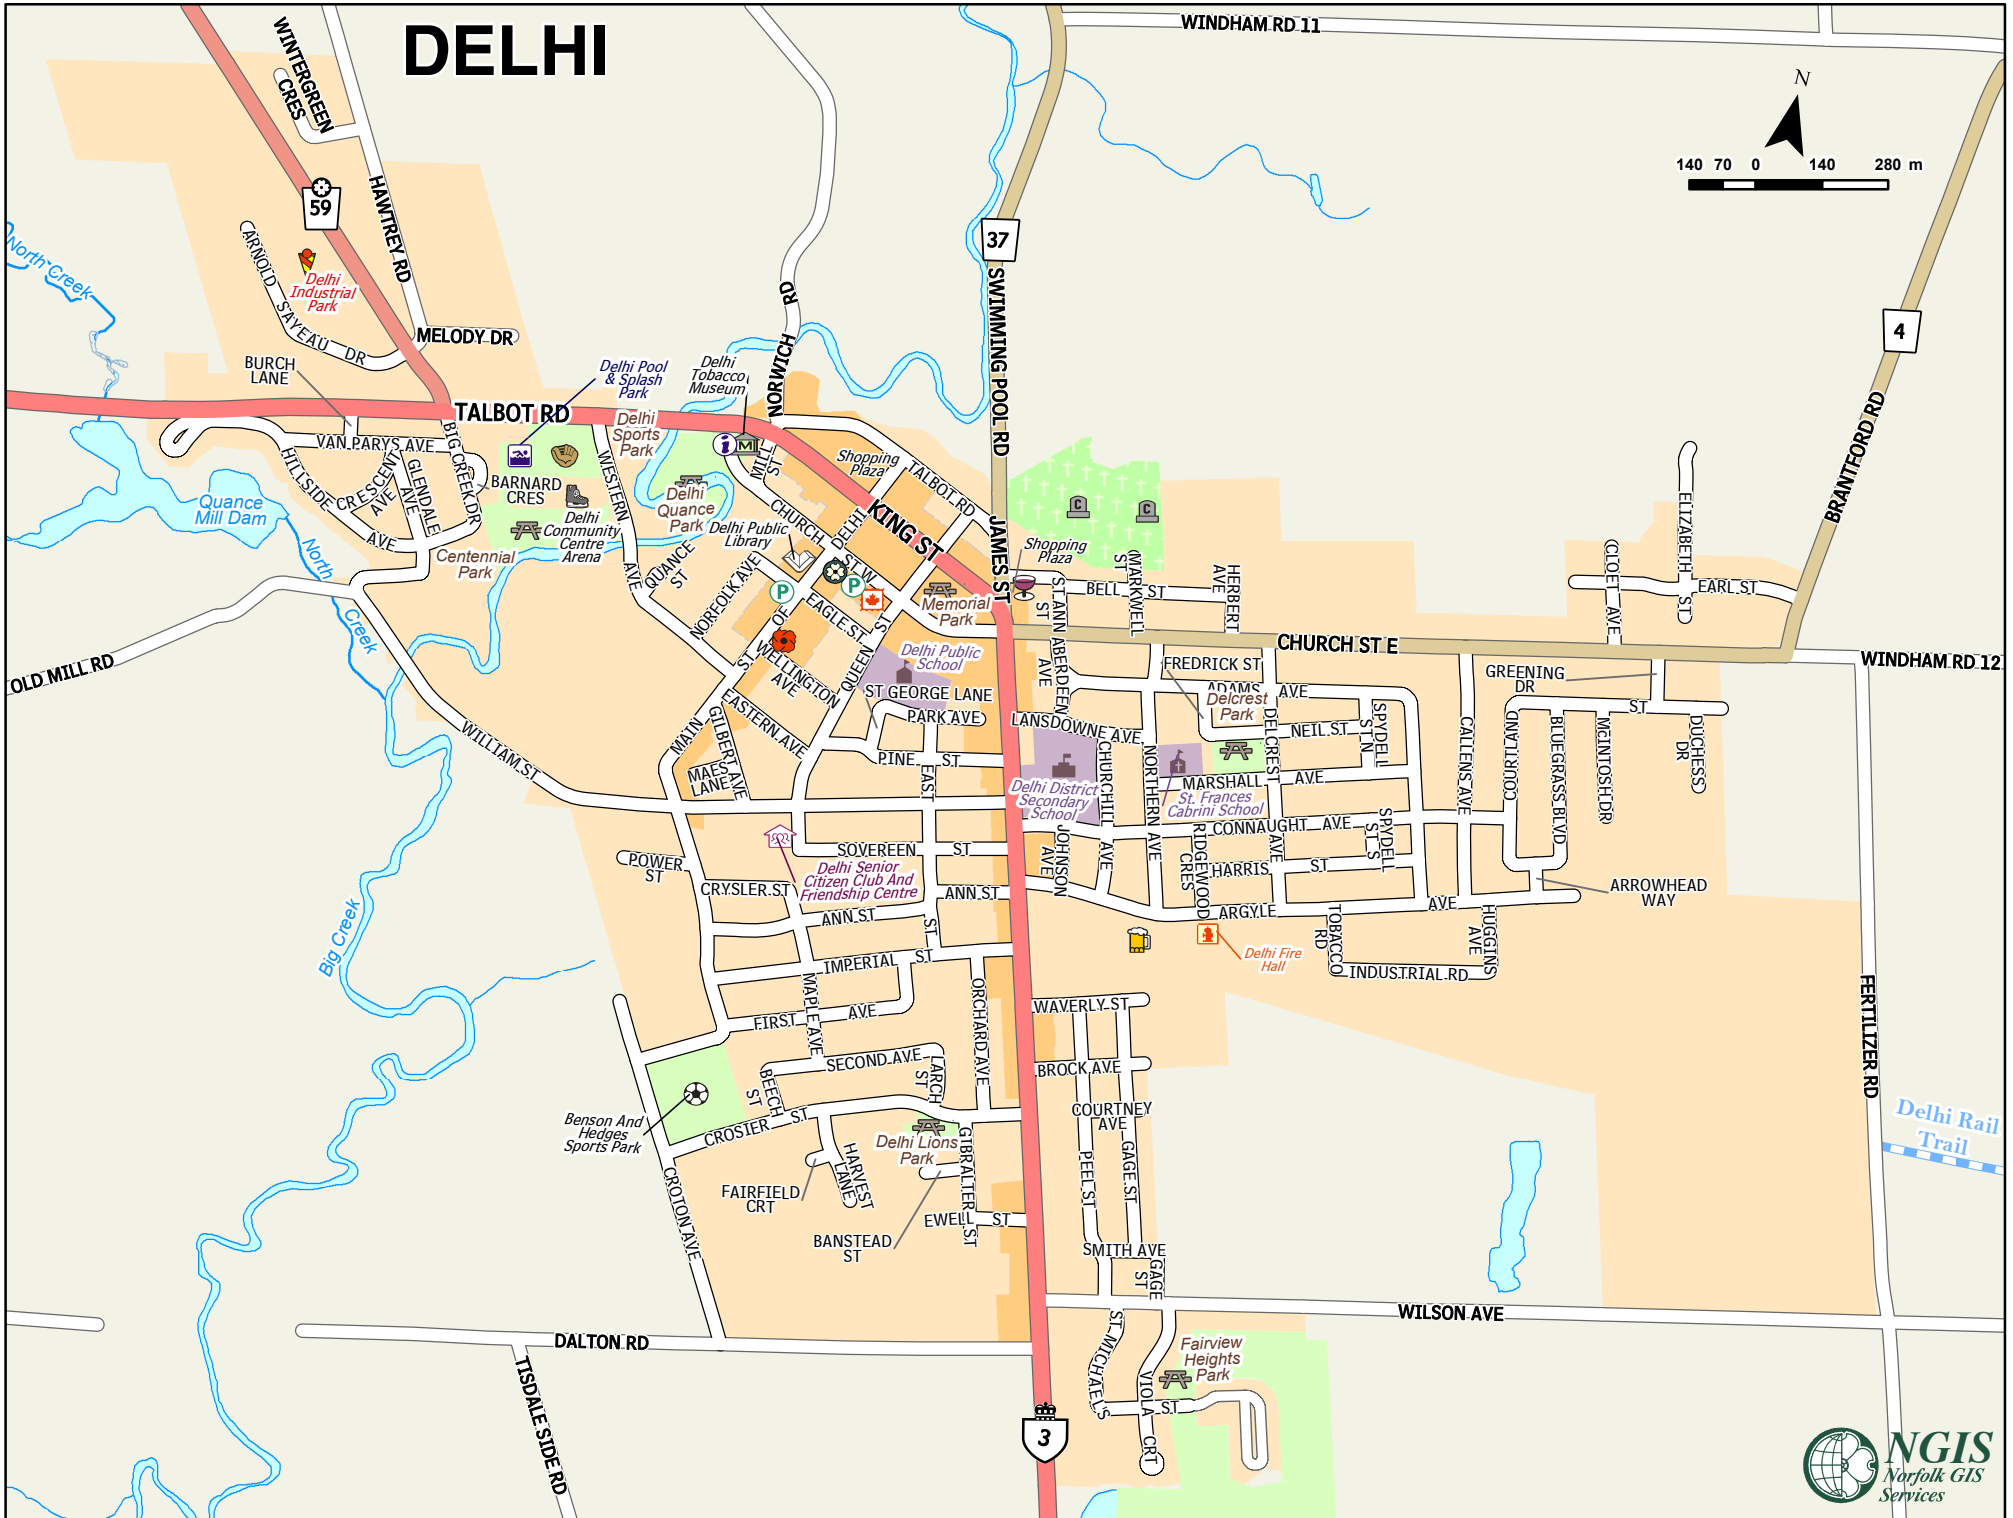 DELHI
WINDHAM RD 11
WINTERGREEN
CRES
N
140 70 0 140 280 m
59
HAWTREY RD
37
North Creek
ARNOLD SAYEAU DR
Delhi
Industrial
Park
NORWICH RD
SWIMMING POOL RD
4
MELODY DR
BURCH
LANE
Delhi Pool
& Splash
Park
Delhi
Tobacco
Museum
BRANTFORD RD
TALBOT RD
Delhi
Sports
Park
VAN PARYS AVE
BIG CREEK DR
HILLSIDE AVE
CRESCENT
AVE
GLENDALE
AVE
BARNARD
CRES
WESTERN AVE
i
M
MILL
ST
Shopping
Plaza
TALBOT RD
KING ST
JAMES ST
C
C
Quance
Mill Dam
Delhi
Quance
Park
CHURCH ST W
DELHI
Delhi Public
Library
Delhi
Community
Centre
Arena
Centennial
Park
QUANCE
ST
NORFOLK AVE
P
P
Shopping
Plaza
ELIZABETH ST
CLOET AVE
EARL ST
North Creek
EAGLE ST
MAIN ST OF
Memorial
Park
ST ANN
ST
BELL ST
MARKWELL
ST
HERBERT
AVE
CHURCH ST E
WINDHAM RD 12
OLD MILL RD
WELLINGTON
AVE
QUEEN ST
Delhi Public
School
ST GEORGE LANE
PARK AVE
ABERDEEN
AVE
FREDRICK ST
ADAMS AVE
Delcrest
Park
GREENING
DR
ST
EASTERN AVE
GILBERT AVE
LANSDOWNE AVE
DELCREST AVE
NEIL ST
SPYDELL
ST N
CALLENS AVE
COURTLAND
BLUEGRASS BLVD
McINTOSH DR
DUCHESS
DR
WILLIAM ST
MAES
LANE
PINE ST
EAST ST
CHURCHILL AVE
NORTHERN AVE
MARSHALL AVE
Delhi District
Secondary
School
St. Frances
Cabrini School
CONNAUGHT AVE
SPYDELL
ST S
POWER
ST
SOVEREEN ST
JOHNSON
AVE
RIDGEWOOD
CRES
HARRIS ST
Delhi Senior
Citizen Club And
Friendship Centre
CRYSLER ST
ANN ST
ANN ST
ARGYLE AVE
ARROWHEAD
WAY
Big Creek
IMPERIAL ST
TOBACCO
RD
HUGGINS
AVE
Delhi Fire
Hall
INDUSTRIAL RD
MAPLE AVE
ORCHARD AVE
FIRST AVE
WAVERLY ST
FERTILIZER RD
SECOND AVE
LARCH
ST
BEECH
ST
BROCK AVE
Benson And
Hedges
Sports Park
CROSIER ST
COURTNEY
AVE
Delhi Rail
Trail
Delhi Lions
Park
GIBRALTER ST
HARVEST
LANE
PEEL ST
GAGE ST
FAIRFIELD
CRT
CROTON AVE
EWELL ST
BANSTEAD
ST
SMITH AVE
GAGE
ST
WILSON AVE
DALTON RD
ST MICHAEL'S
ST
Fairview
Heights
Park
TISDALE SIDE RD
VIOLA CRT
3
NGIS
Norfolk GIS
Services